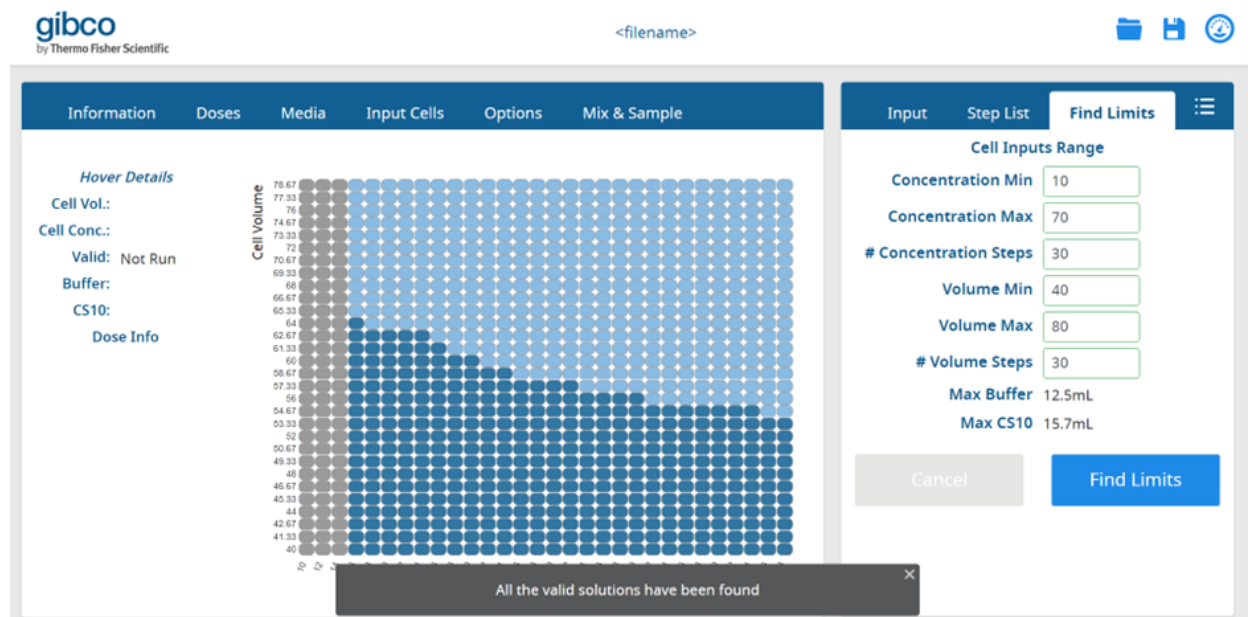 gibco
by Thermo Fisher Scientific
<filename>
Information Doses Media Input Cells Options Mix & Sample
Hover Details
Cell Vol.:
Cell Conc.:
Valid: Not Run
Buffer:
CS10:
Dose Info
Cell Volume
78.67
77.33
76
74.67
73.33
72
70.67
69.33
68
66.67
65.33
64
62.67
61.33
60
58.67
57.33
56
54.67
53.33
52
50.67
49.33
48
46.67
45.33
44
42.67
41.33
40
10 12
Input Step List Find Limits
Cell Inputs Range
Concentration Min 10
Concentration Max 70
# Concentration Steps 30
Volume Min 40
Volume Max 80
# Volume Steps 30
Max Buffer 12.5mL
Max CS10 15.7mL
Cancel Find Limits
All the valid solutions have been found